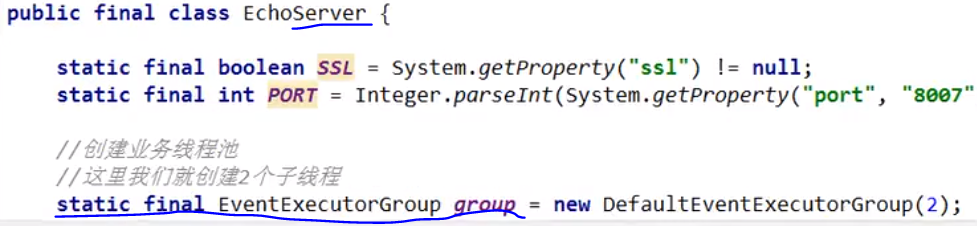 public final class EchoServer {
static final boolean SSL = System.getProperty("ssl") != null;
static final int PORT = Integer.parseInt(System.getProperty("port", "8007"
//创建业务线程池
//这里我们就创建2个子线程
static final EventExecutorGroup group = new DefaultEventExecutorGroup(2);